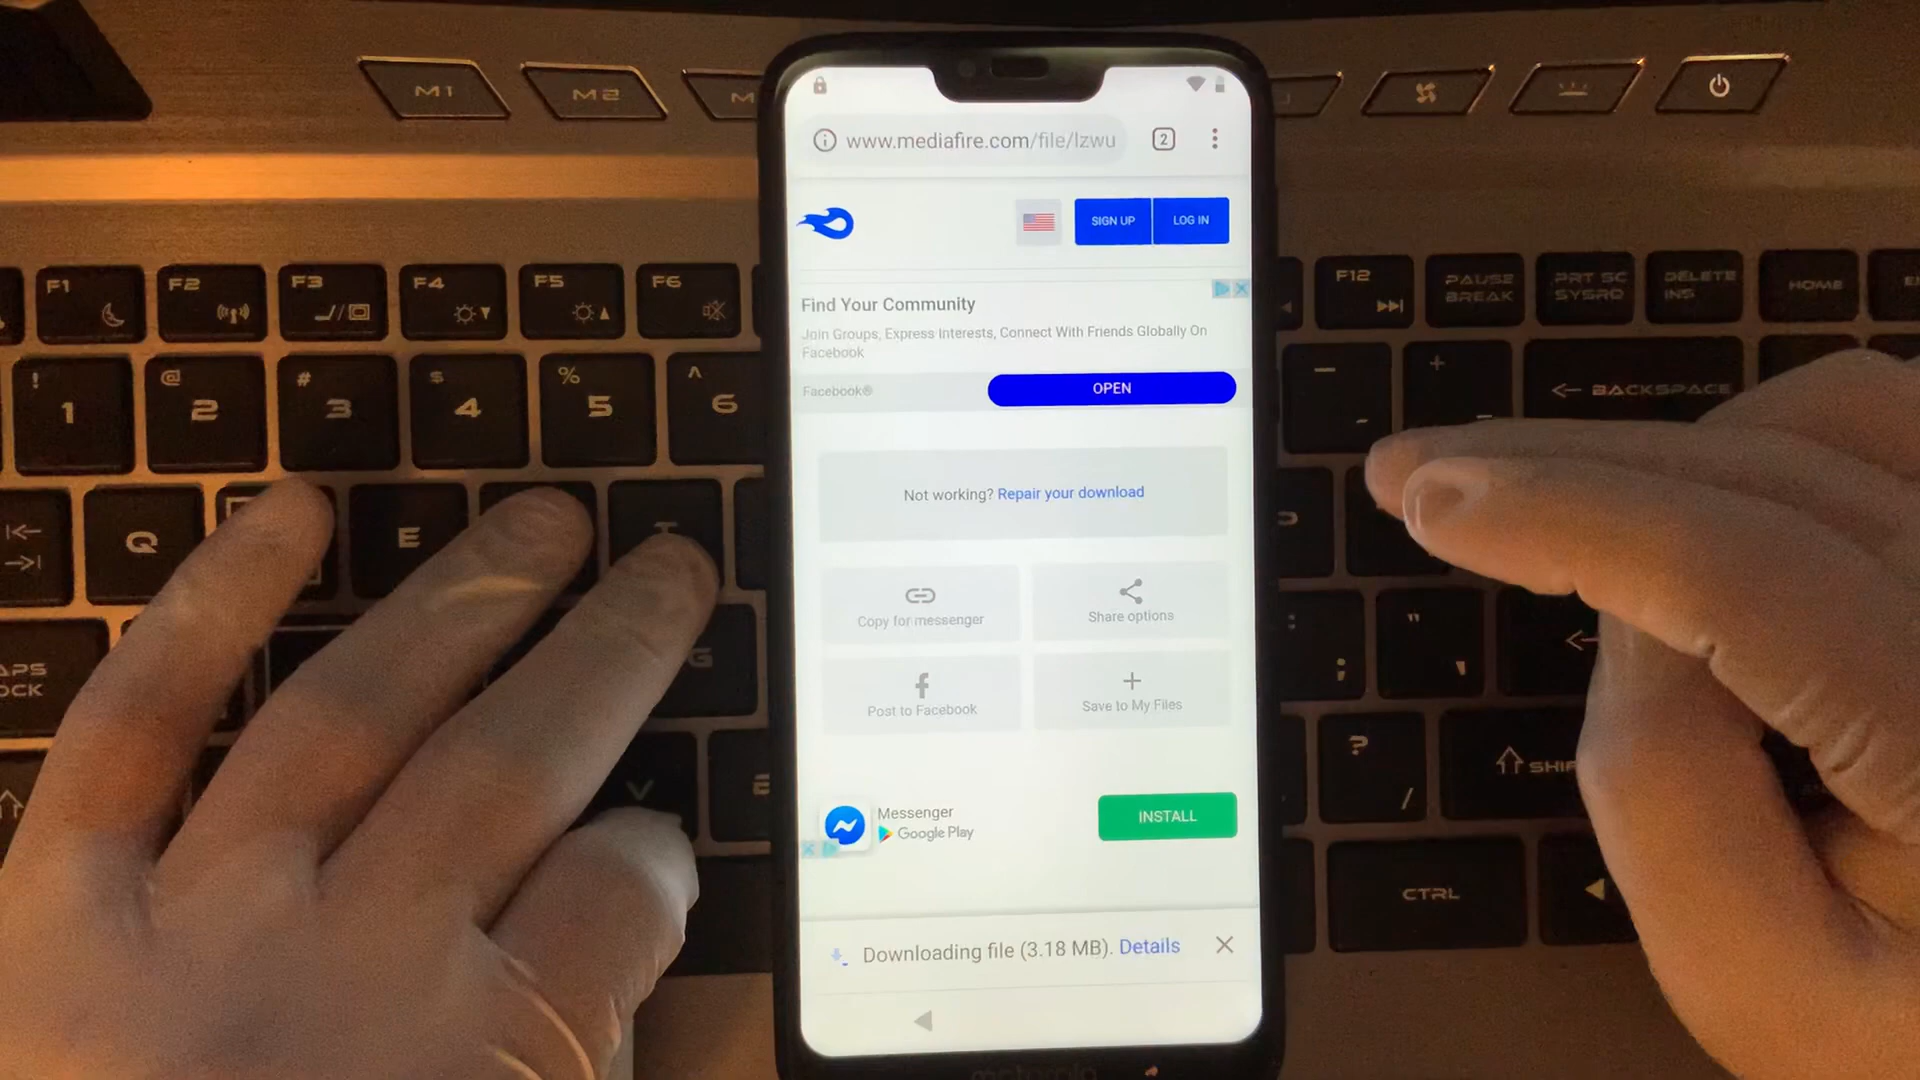 M1
M2
M
www.mediafire.com/file/lzwu
2
SIGN UP
LOG IN
Find Your Community
Join Groups, Express Interests, Connect With Friends Globally On
Facebook
Facebook®
OPEN
Not working? Repair your download
Copy for messenger
Share options
Post to Facebook
Save to My Files
Messenger
Google Play
INSTALL
Downloading file (3.18 MB). Details
motorola
F1
F2
F3
F4
F5
F6
F12
PAUSE
BREAK
PRT SC
SYSRQ
DELETE
INS
HOME
! 1
@ 2
# 3
$ 4
% 5
^ 6
BACKSPACE
Q
E
T
G
V
CTRL